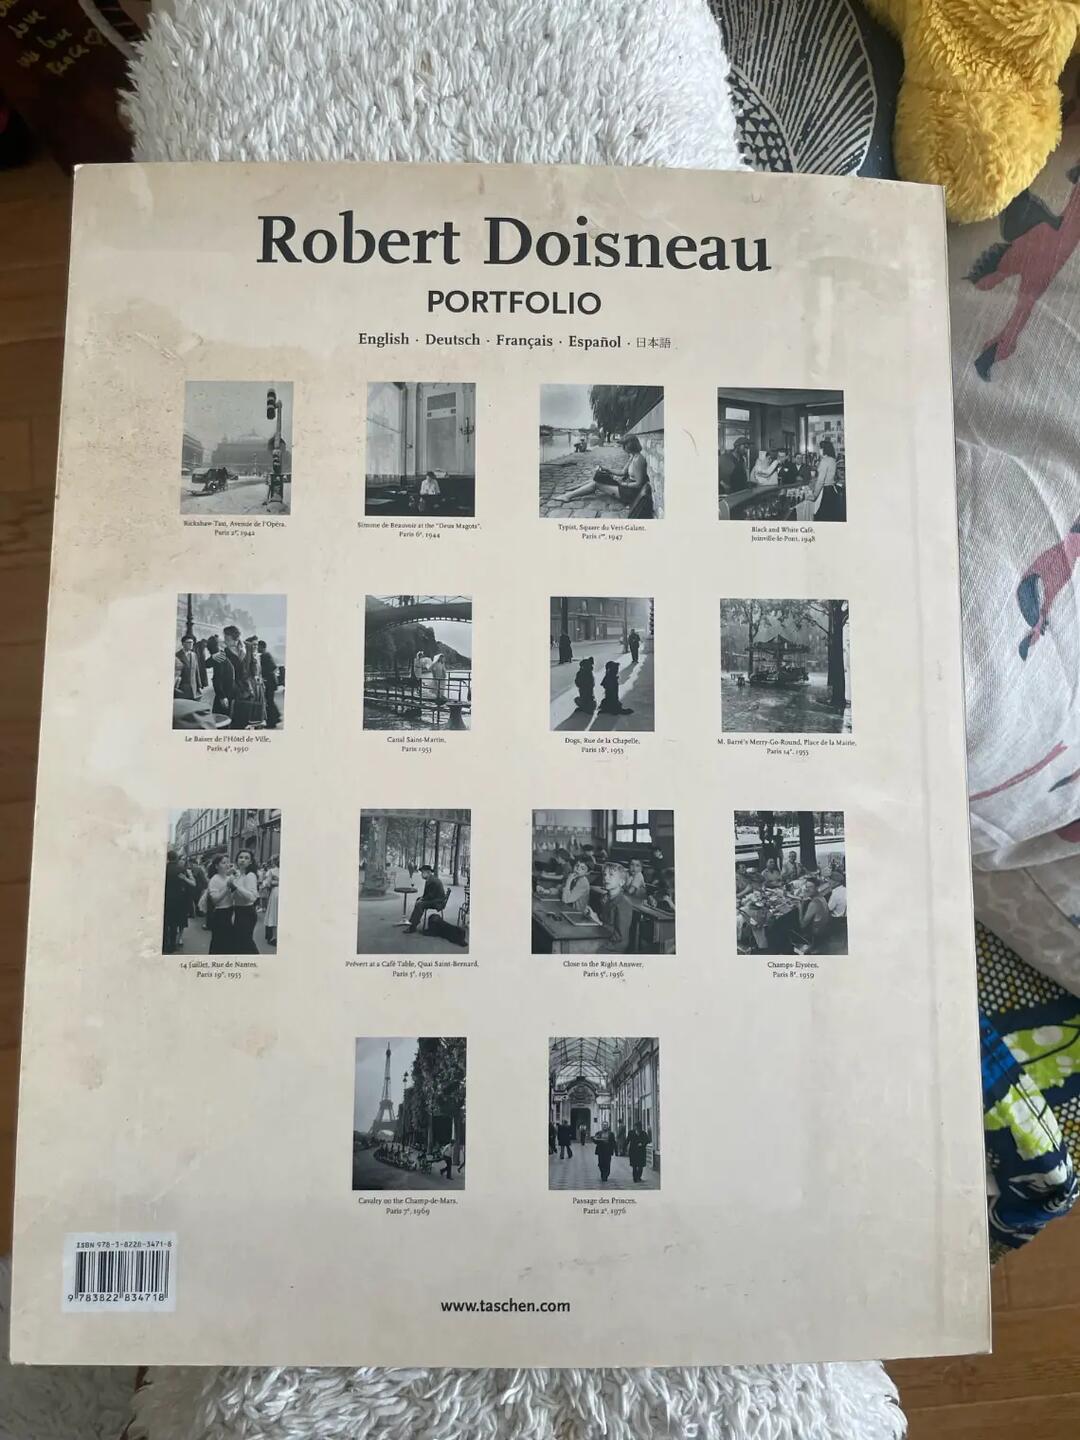 love
peace
Robert Doisneau
PORTFOLIO
English · Deutsch · Français · Español · 日本語
Rickshaw-Taxi, Avenue de l'Opéra,
Paris 2ᵉ, 1942
Simone de Beauvoir at the "Deux Magots",
Paris 6ᵉ, 1944
Typist, Square du Vert-Galant,
Paris 1ᵉʳ, 1947
Black and White Café,
Joinville-le-Pont, 1948
Le Baiser de l'Hôtel de Ville,
Paris 4ᵉ, 1950
Canal Saint-Martin,
Paris 1953
Dogs, Rue de la Chapelle,
Paris 18ᵉ, 1953
M. Barré's Merry-Go-Round, Place de la Mairie,
Paris 14ᵉ, 1955
14 Juillet, Rue de Nantes,
Paris 19ᵉ, 1955
Prévert at a Café Table, Quai Saint-Bernard,
Paris 5ᵉ, 1955
Close to the Right Answer,
Paris 5ᵉ, 1956
Champs-Elysées,
Paris 8ᵉ, 1959
Cavalry on the Champ-de-Mars,
Paris 7ᵉ, 1969
Passage des Princes,
Paris 2ᵉ, 1976
ISBN 978-3-8228-3471-8
9 783822 834718
www.taschen.com